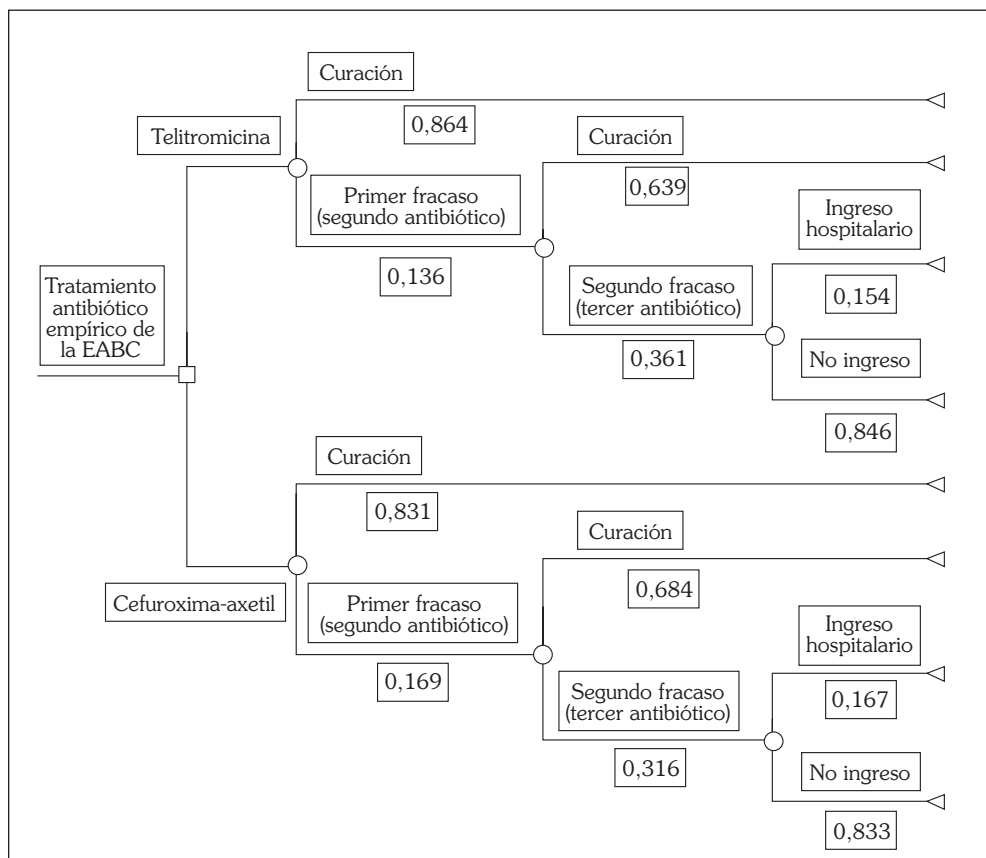 Curación
0,864
Telitromicina
Curación
0,639
Primer fracaso
(segundo antibiótico)
0,136
Ingreso
hospitalario
0,154
Segundo fracaso
(tercer antibiótico)
0,361
No ingreso
0,846
Tratamiento
antibiótico
empírico de
la EABC
Curación
0,831
Curación
0,684
Cefuroxima-axetil
Primer fracaso
(segundo antibiótico)
0,169
Ingreso
hospitalario
0,167
Segundo fracaso
(tercer antibiótico)
0,316
No ingreso
0,833